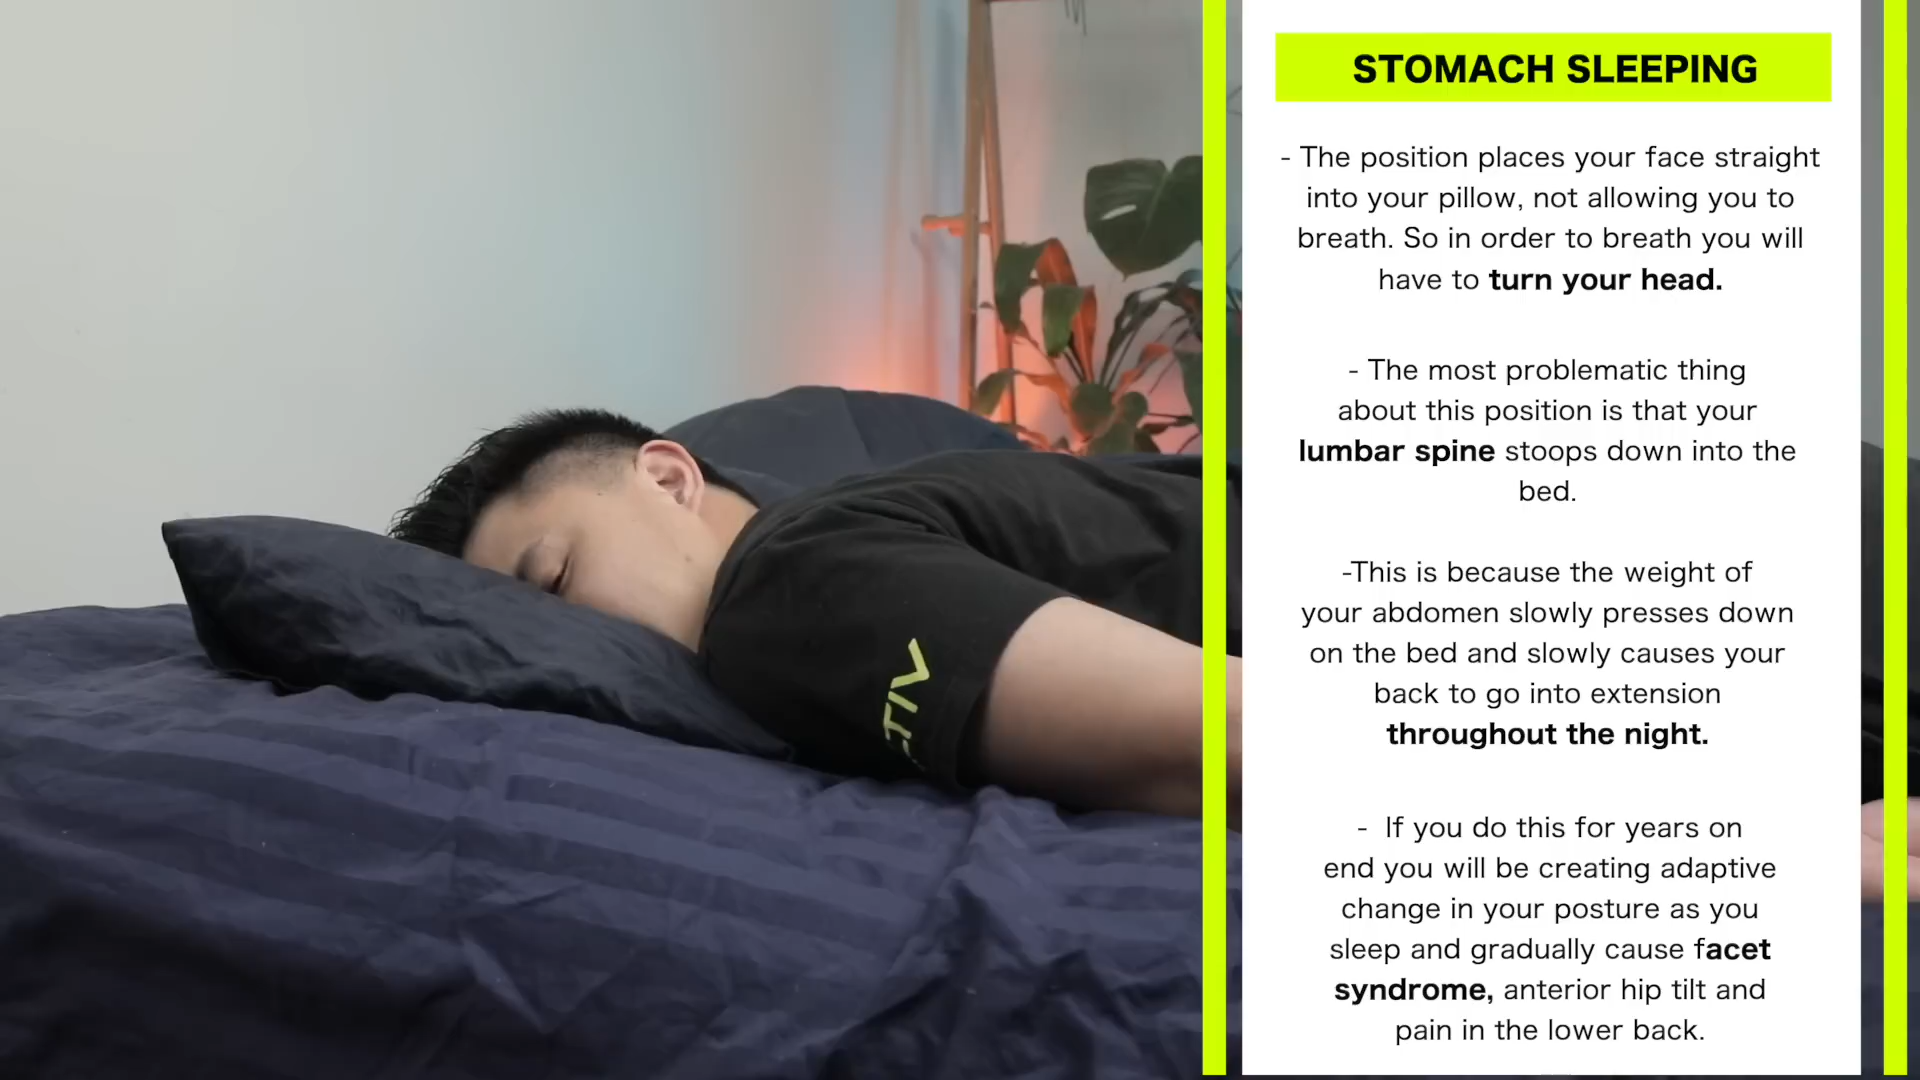 STOMACH SLEEPING
- The position places your face straight
into your pillow, not allowing you to
breath. So in order to breath you will
have to turn your head.
- The most problematic thing
about this position is that your
lumbar spine stoops down into the
bed.
-This is because the weight of
your abdomen slowly presses down
on the bed and slowly causes your
back to go into extension
throughout the night.
- If you do this for years on
end you will be creating adaptive
change in your posture as you
sleep and gradually cause facet
syndrome, anterior hip tilt and
pain in the lower back.